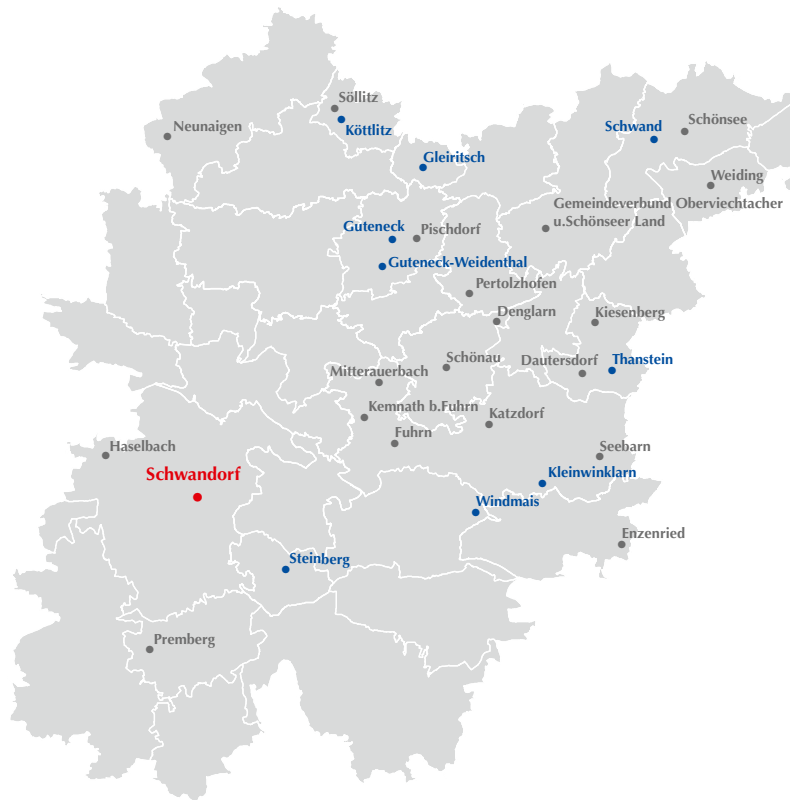 Söllitz
Köttlitz
Neunaigen
Schwand
Schönsee
Gleiritsch
Weiding
Gemeindeverbund Oberviechtacher
u.Schönseer Land
Guteneck
Pischdorf
Guteneck-Weidenthal
Pertolzhofen
Denglarn
Kiesenberg
Schönau
Dautersdorf
Thanstein
Mitterauerbach
Kemnath b.Fuhrn
Katzdorf
Fuhrn
Haselbach
Seebarn
Schwandorf
Kleinwinklarn
Windmais
Enzenried
Steinberg
Premberg